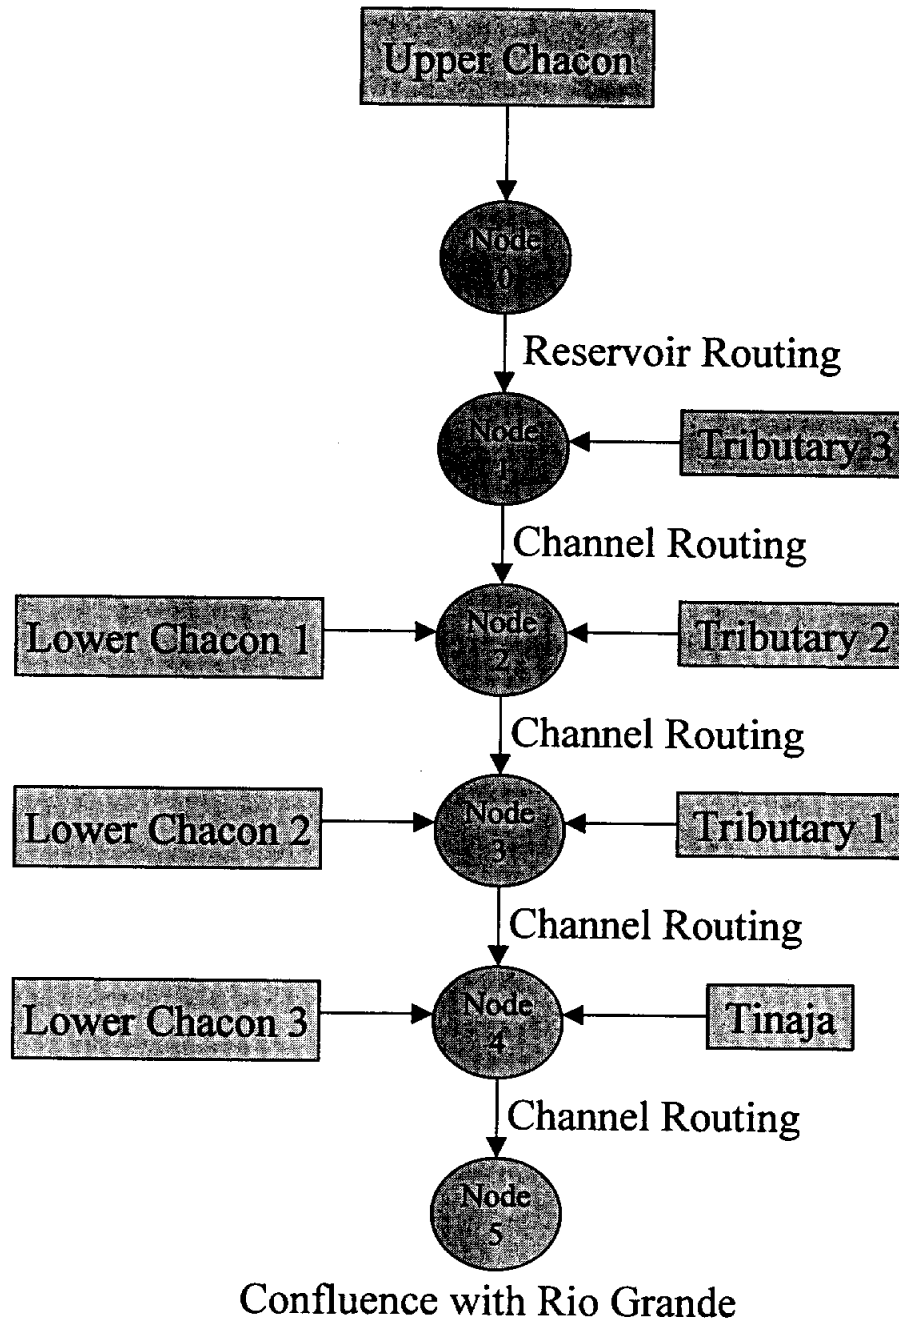 Upper Chacon
Node
0
Reservoir Routing
Node
1
Tributary 3
Channel Routing
Lower Chacon 1
Node
2
Tributary 2
Channel Routing
Lower Chacon 2
Node
3
Tributary 1
Channel Routing
Lower Chacon 3
Node
4
Tinaja
Channel Routing
Node
5
Confluence with Rio Grande